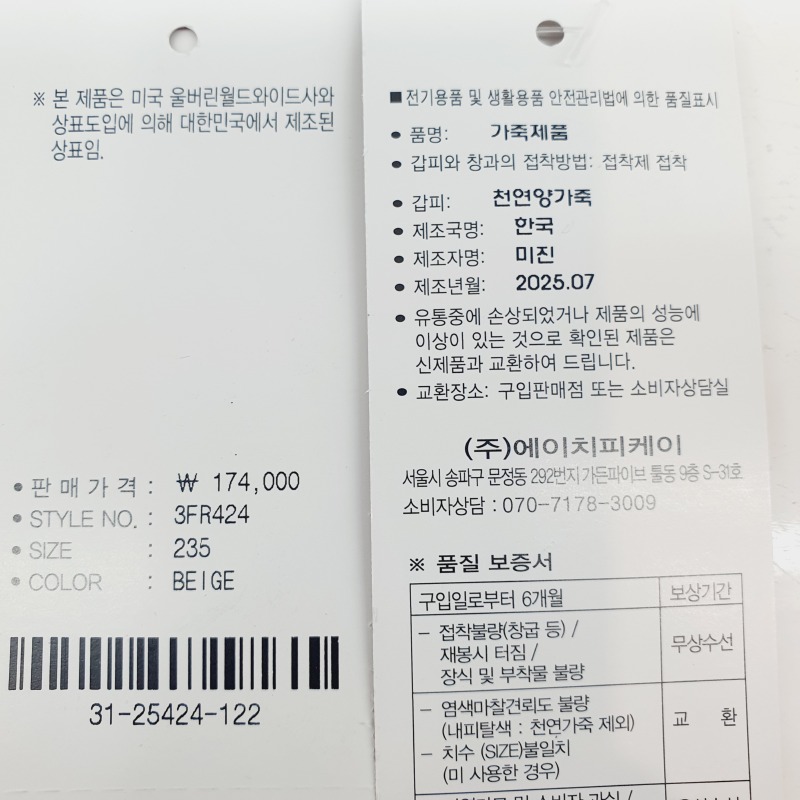 ※ 본 제품은 미국 울버린월드와이드사와
상표도입에 의해 대한민국에서 제조된
상표임.
● 판 매 가 격 : ₩ 174,000
● STYLE NO. : 3FR424
● SIZE : 235
● COLOR : BEIGE
31-25424-122
■ 전기용품 및 생활용품 안전관리법에 의한 품질표시
● 품명: 가죽제품
● 갑피와 창과의 접착방법: 접착제 접착
● 갑피: 천연양가죽
● 제조국명: 한국
● 제조자명: 미진
● 제조년월: 2025.07
● 유통중에 손상되었거나 제품의 성능에
이상이 있는 것으로 확인된 제품은
신제품과 교환하여 드립니다.
● 교환장소: 구입판매점 또는 소비자상담실
(주)에이치피케이
서울시 송파구 문정동 292번지 가든파이브 툴동 9층 S-31호
소비자상담 : 070-7178-3009
※ 품질 보증서
구입일로부터 6개월 보상기간
- 접착불량(창굽 등) /
재봉시 터짐 /
장식 및 부착물 불량
무상수선
- 염색마찰견뢰도 불량
(내피탈색 : 천연가죽 제외)
- 치수 (SIZE)불일치
(미 사용한 경우)
교 환